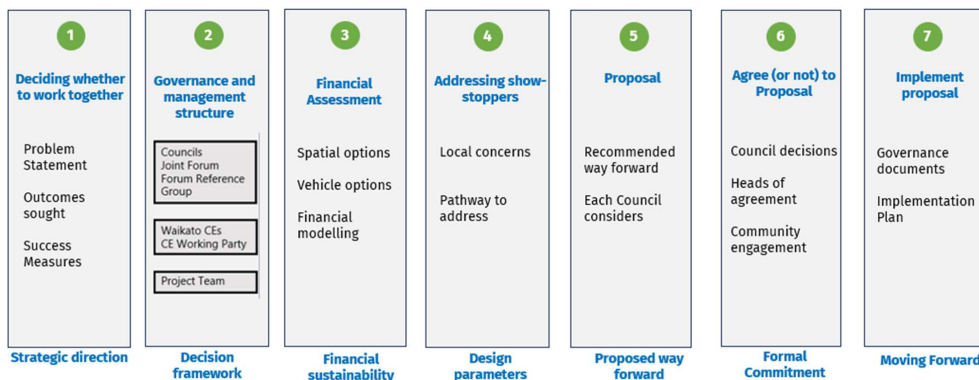 1
Deciding whether
to work together
Problem
Statement
Outcomes
sought
Success
Measures
Strategic direction
2
Governance and
management
structure
Councils
Joint Forum
Forum Reference
Group
Waikato CEs
CE Working Party
Project Team
Decision
framework
3
Financial
Assessment
Spatial options
Vehicle options
Financial
modelling
Financial
sustainability
4
Addressing show-
stoppers
Local concerns
Pathway to
address
Design
parameters
5
Proposal
Recommended
way forward
Each Council
considers
Proposed way
forward
6
Agree (or not) to
Proposal
Council decisions
Heads of
agreement
Community
engagement
Formal
Commitment
7
Implement
proposal
Governance
documents
Implementation
Plan
Moving Forward